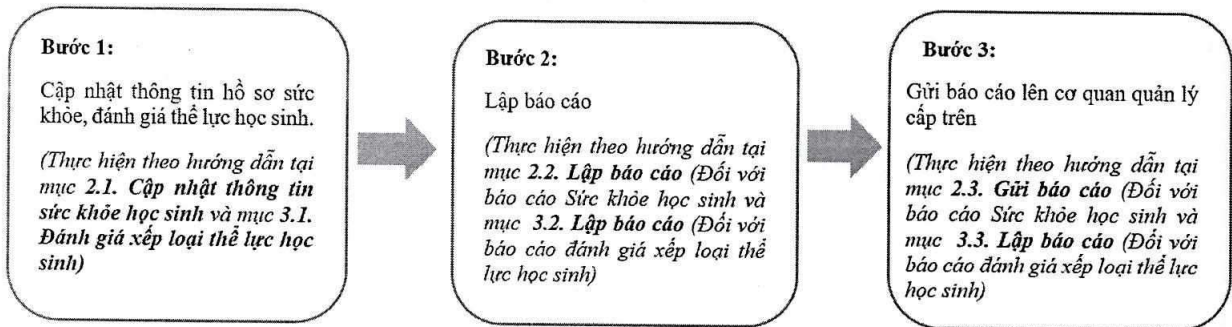 Bước 1:
Cập nhật thông tin hồ sơ sức
khỏe, đánh giá thể lực học sinh.
(Thực hiện theo hướng dẫn tại
mục 2.1. Cập nhật thông tin
sức khỏe học sinh và mục 3.1.
Đánh giá xếp loại thể lực học
sinh)
Bước 2:
Lập báo cáo
(Thực hiện theo hướng dẫn tại
mục 2.2. Lập báo cáo (Đối với
báo cáo Sức khỏe học sinh và
mục 3.2. Lập báo cáo (Đối với
báo cáo đánh giá xếp loại thể
lực học sinh)
Bước 3:
Gửi báo cáo lên cơ quan quản lý
cấp trên
(Thực hiện theo hướng dẫn tại
mục 2.3. Gửi báo cáo (Đối với
báo cáo Sức khỏe học sinh và
mục 3.3. Lập báo cáo (Đối với
báo cáo đánh giá xếp loại thể lực
học sinh)